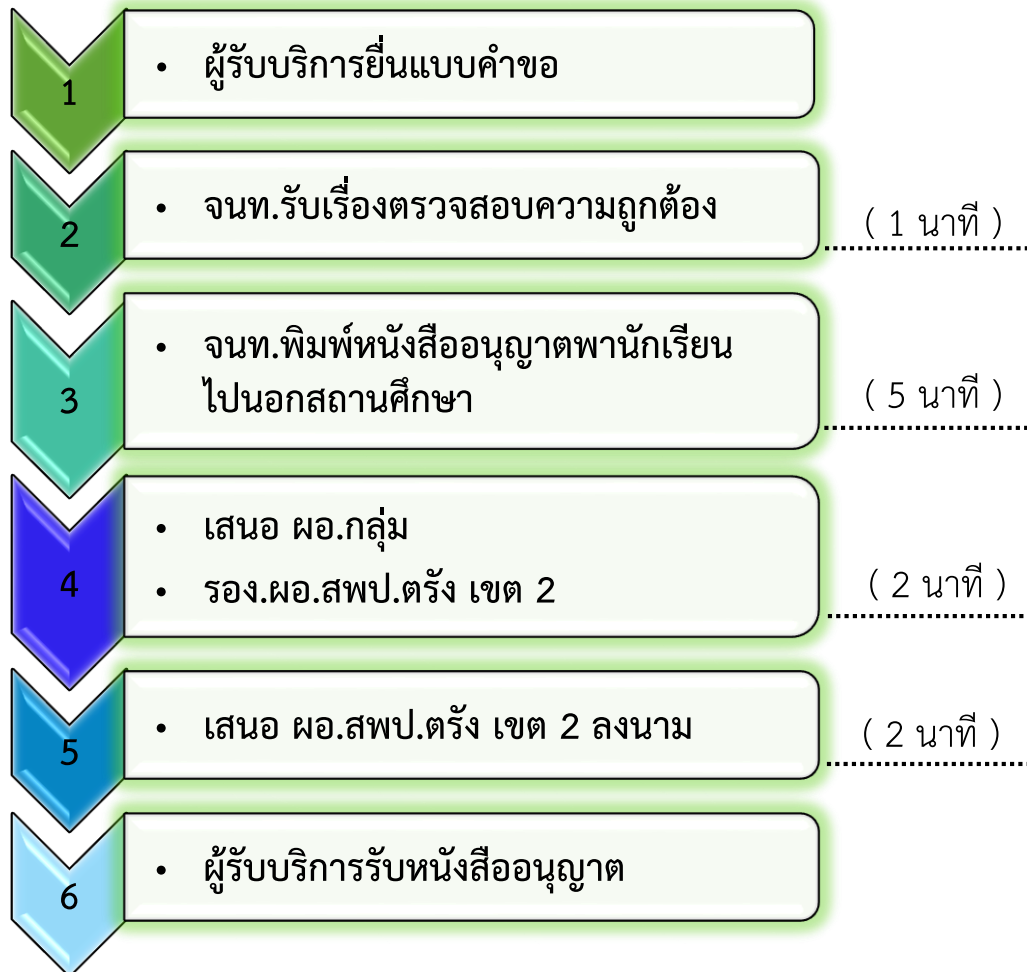 1
• ผู้รับบริการยื่นแบบคำขอ
2
• จนท.รับเรื่องตรวจสอบความถูกต้อง
( 1 นาที )
3
• จนท.พิมพ์หนังสืออนุญาตพานักเรียน
ไปนอกสถานศึกษา
( 5 นาที )
4
• เสนอ ผอ.กลุ่ม
• รอง.ผอ.สพป.ตรัง เขต 2
( 2 นาที )
5
• เสนอ ผอ.สพป.ตรัง เขต 2 ลงนาม
( 2 นาที )
6
• ผู้รับบริการรับหนังสืออนุญาต